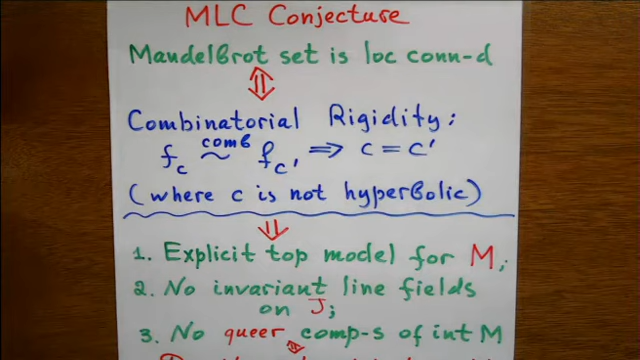 MLC Conjecture
Mandelbrot set is loc conn-d
⇕
Combinatorial Rigidity:
f_c comb~ f_c' ⇒ c = c'
(where c is not hyperbolic)
⇓
1. Explicit top model for M;
2. No invariant line fields
on J;
3. No queer comp-s of int M